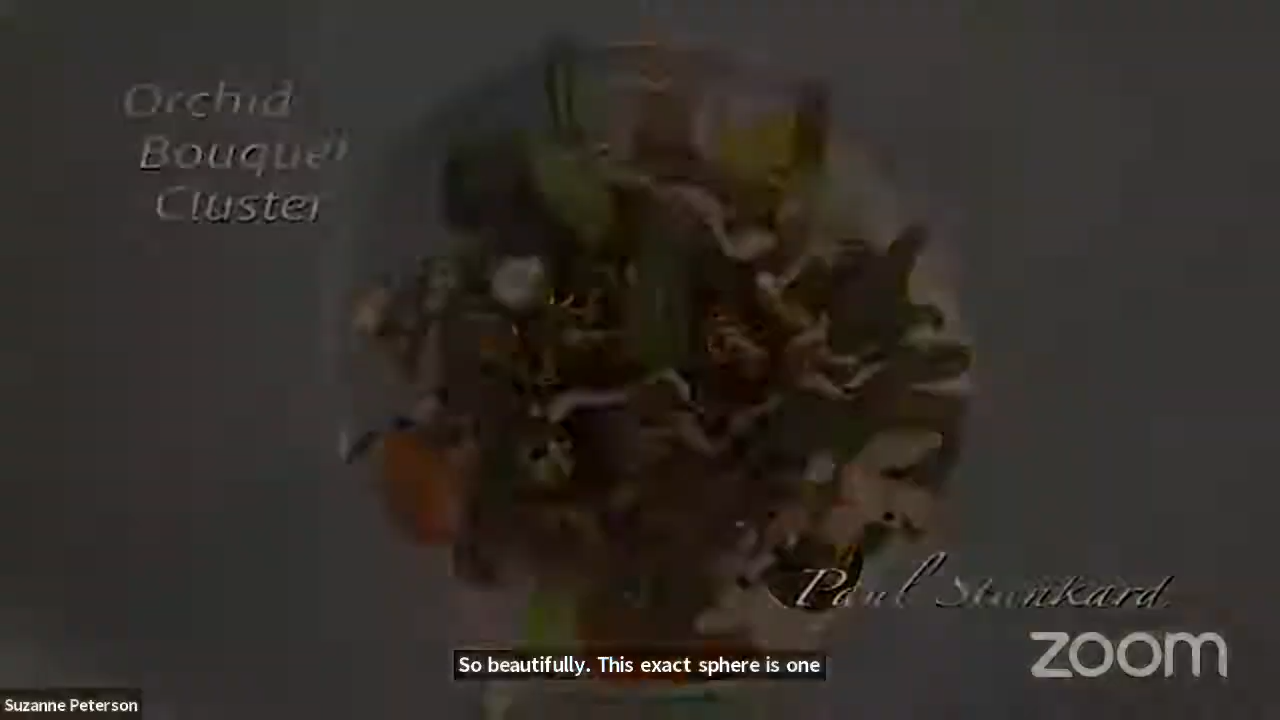 Orchid
Bouquet
Cluster
Paul Stankard
zoom
So beautifully. This exact sphere is one
Suzanne Peterson